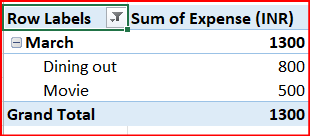 Row Labels Sum of Expense (INR)
March 1300
Dining out 800
Movie 500
Grand Total 1300